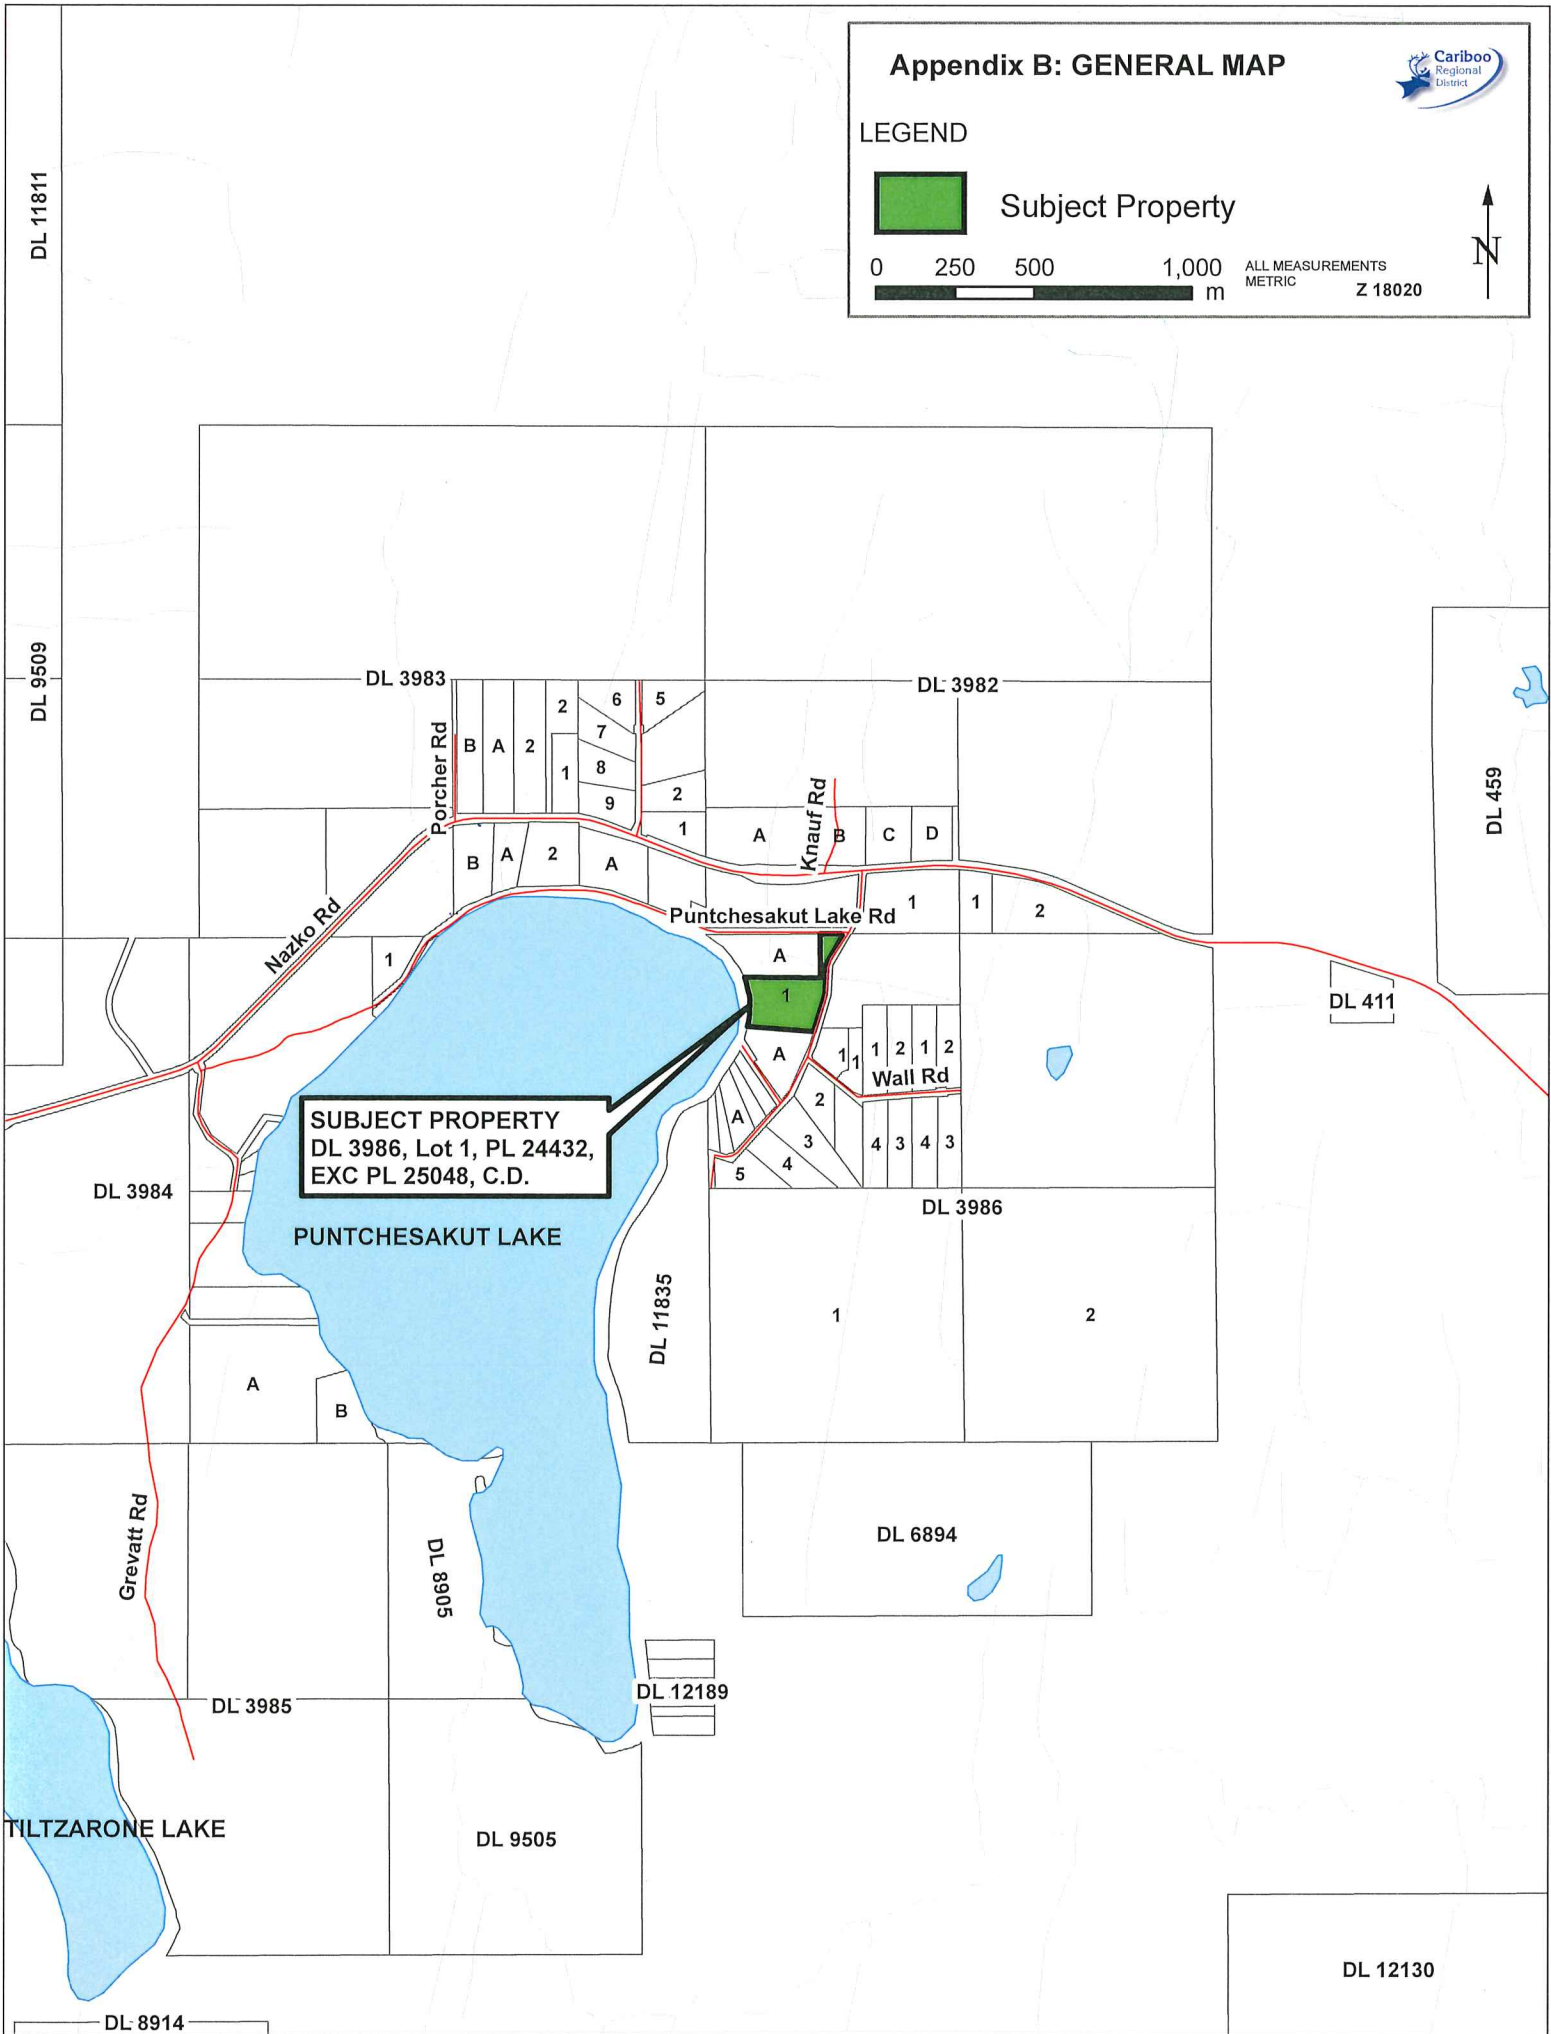 Appendix B: GENERAL MAP
Cariboo
Regional
District
LEGEND
Subject Property
0 250 500 1,000
m
ALL MEASUREMENTS
METRIC
Z 18020
N
DL 11811
DL 9509
DL 3983
DL 3982
DL 459
Porcher Rd
B A 2 2 1
6 5
7
8
9
2
1
Knauf Rd
A B C D
B A 2 A
1 1 2
Puntchesakut Lake Rd
Nazko Rd
1
A
1
DL 411
A
1 1 1 2 1 2
Wall Rd
A
2
3
4
5
4 3 4 3
SUBJECT PROPERTY
DL 3986, Lot 1, PL 24432,
EXC PL 25048, C.D.
DL 3984
DL 3986
PUNTCHESAKUT LAKE
DL 11835
1 2
A
B
Grevatt Rd
DL 8905
DL 6894
DL 12189
DL 3985
TILTZARONE LAKE
DL 9505
DL 12130
DL 8914